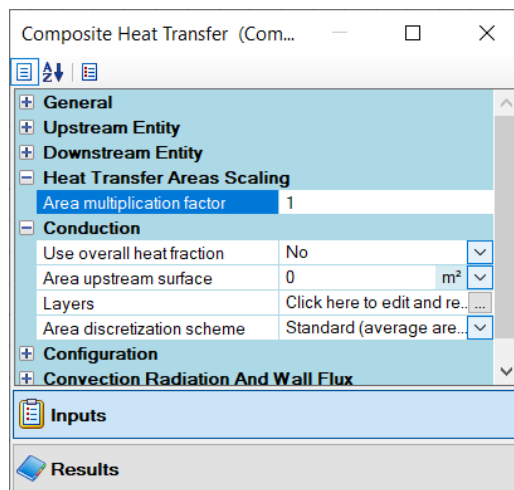 Composite Heat Transfer (Com...
General
Upstream Entity
Downstream Entity
Heat Transfer Areas Scaling
Area multiplication factor 1
Conduction
Use overall heat fraction No
Area upstream surface 0 m²
Layers Click here to edit and re.. ...
Area discretization scheme Standard (average are...
Configuration
Convection Radiation And Wall Flux
Inputs
Results